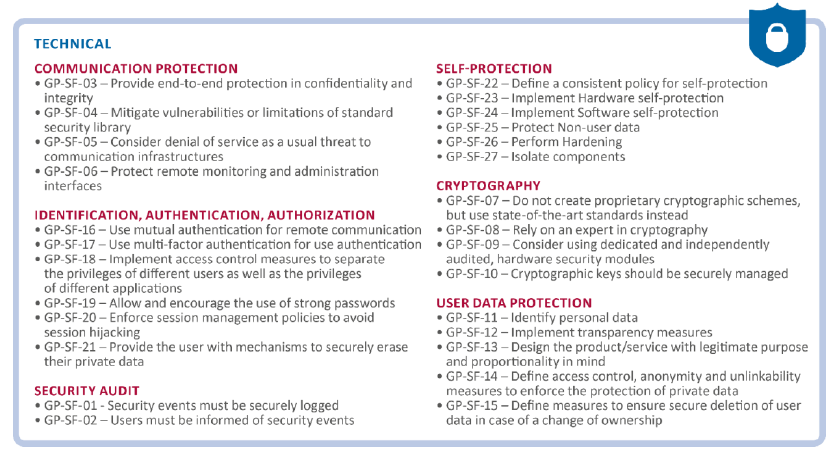 TECHNICAL
COMMUNICATION PROTECTION
• GP-SF-03 – Provide end-to-end protection in confidentiality and
integrity
• GP-SF-04 – Mitigate vulnerabilities or limitations of standard
security library
• GP-SF-05 – Consider denial of service as a usual threat to
communication infrastructures
• GP-SF-06 – Protect remote monitoring and administration
interfaces
IDENTIFICATION, AUTHENTICATION, AUTHORIZATION
• GP-SF-16 – Use mutual authentication for remote communication
• GP-SF-17 – Use multi-factor authentication for use authentication
• GP-SF-18 – Implement access control measures to separate
the privileges of different users as well as the privileges
of different applications
• GP-SF-19 – Allow and encourage the use of strong passwords
• GP-SF-20 – Enforce session management policies to avoid
session hijacking
• GP-SF-21 – Provide the user with mechanisms to securely erase
their private data
SECURITY AUDIT
• GP-SF-01 - Security events must be securely logged
• GP-SF-02 – Users must be informed of security events
SELF-PROTECTION
• GP-SF-22 – Define a consistent policy for self-protection
• GP-SF-23 – Implement Hardware self-protection
• GP-SF-24 – Implement Software self-protection
• GP-SF-25 – Protect Non-user data
• GP-SF-26 – Perform Hardening
• GP-SF-27 – Isolate components
CRYPTOGRAPHY
• GP-SF-07 – Do not create proprietary cryptographic schemes,
but use state-of-the-art standards instead
• GP-SF-08 – Rely on an expert in cryptography
• GP-SF-09 – Consider using dedicated and independently
audited, hardware security modules
• GP-SF-10 – Cryptographic keys should be securely managed
USER DATA PROTECTION
• GP-SF-11 – Identify personal data
• GP-SF-12 – Implement transparency measures
• GP-SF-13 – Design the product/service with legitimate purpose
and proportionality in mind
• GP-SF-14 – Define access control, anonymity and unlinkability
measures to enforce the protection of private data
• GP-SF-15 – Define measures to ensure secure deletion of user
data in case of a change of ownership